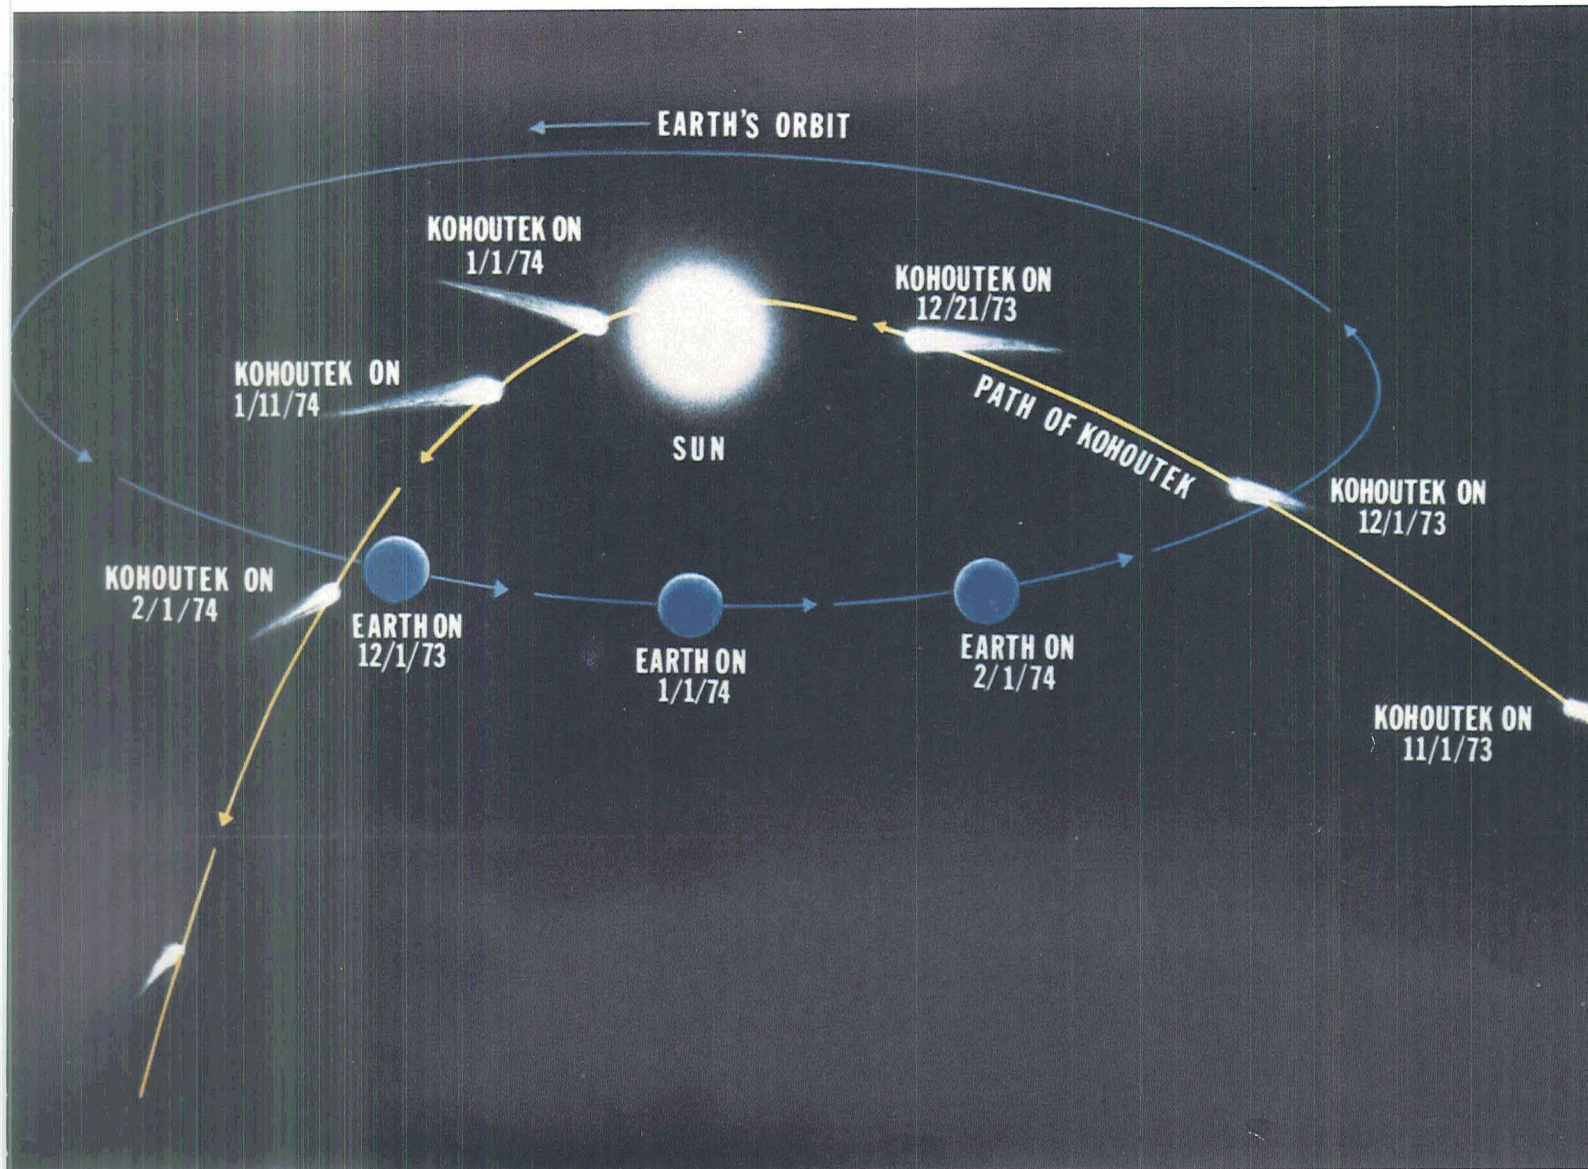 EARTH'S ORBIT
KOHOUTEK ON
1/1/74
KOHOUTEK ON
12/21/73
KOHOUTEK ON
1/11/74
PATH OF KOHOUTEK
SUN
KOHOUTEK ON
12/1/73
KOHOUTEK ON
2/1/74
EARTH ON
12/1/73
EARTH ON
1/1/74
EARTH ON
2/1/74
KOHOUTEK ON
11/1/73